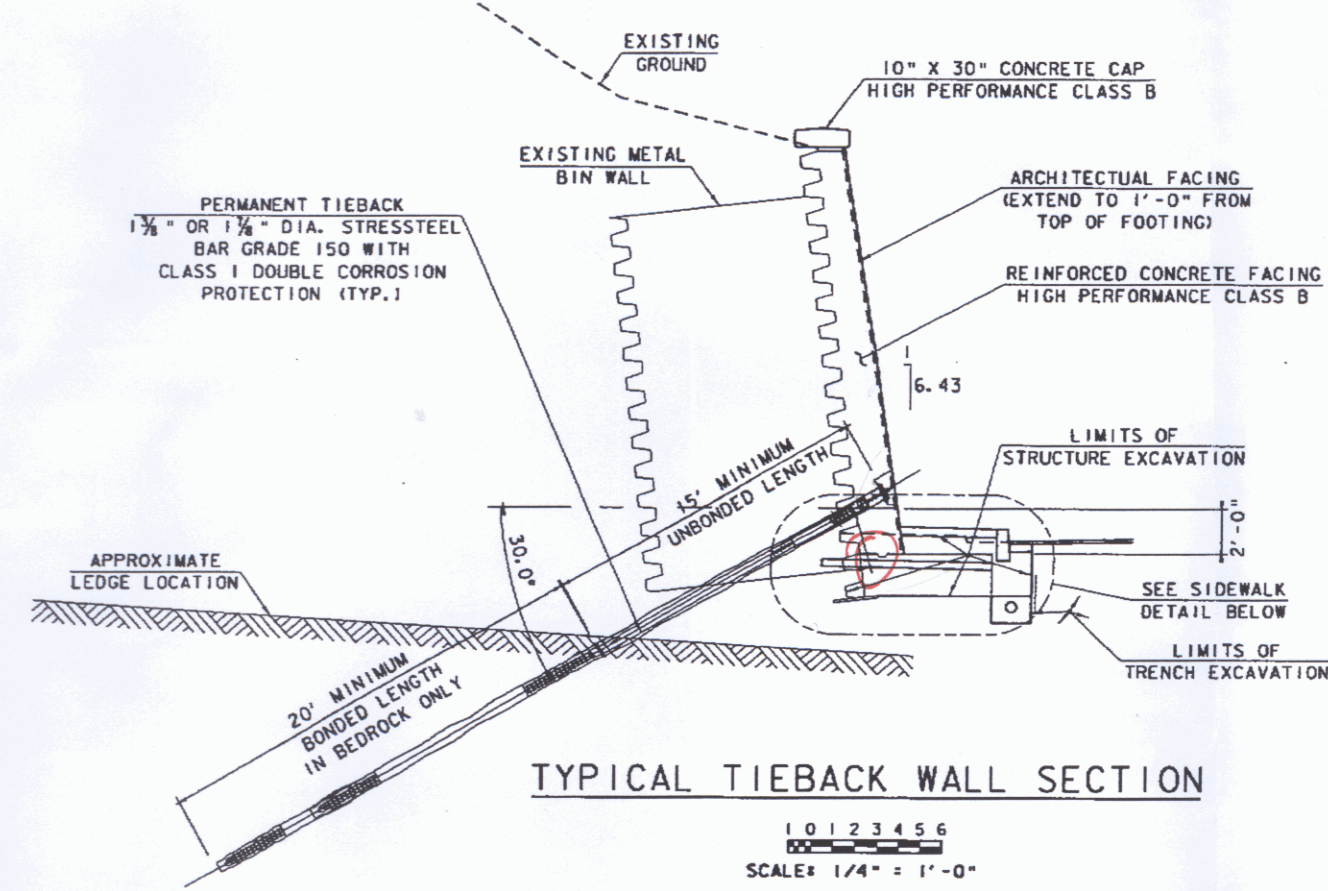 EXISTING
GROUND
10" X 30" CONCRETE CAP
HIGH PERFORMANCE CLASS B
EXISTING METAL
BIN WALL
ARCHITECTUAL FACING
(EXTEND TO 1'-0" FROM
TOP OF FOOTING)
PERMANENT TIEBACK
1⅜" OR 1⅞" DIA. STRESSTEEL
BAR GRADE 150 WITH
CLASS 1 DOUBLE CORROSION
PROTECTION (TYP.)
REINFORCED CONCRETE FACING
HIGH PERFORMANCE CLASS B
1
6.43
LIMITS OF
STRUCTURE EXCAVATION
15' MINIMUM
UNBONDED LENGTH
2'-0"
30.0°
APPROXIMATE
LEDGE LOCATION
SEE SIDEWALK
DETAIL BELOW
LIMITS OF
TRENCH EXCAVATION
20' MINIMUM
BONDED LENGTH
IN BEDROCK ONLY
TYPICAL TIEBACK WALL SECTION
1 0 1 2 3 4 5 6
SCALE: 1/4" = 1'-0"